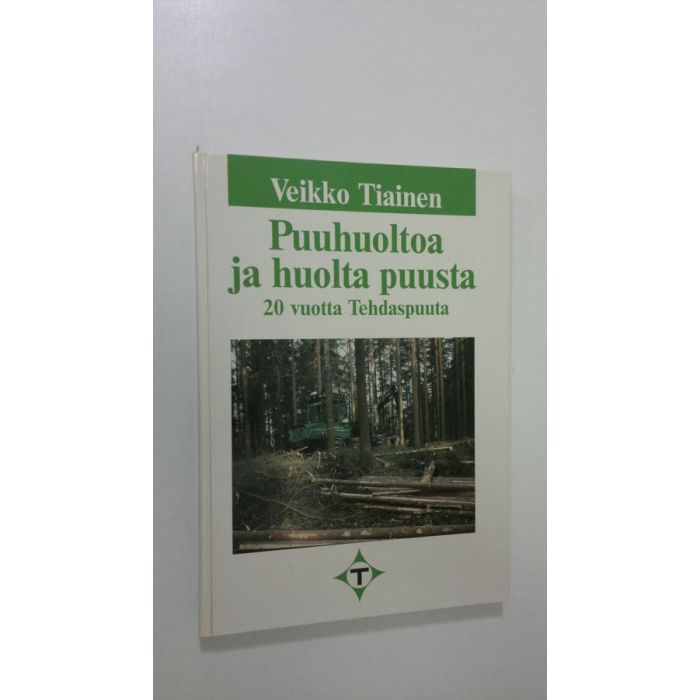 Veikko Tiainen
Puuhuoltoa
ja huolta puusta
20 vuotta Tehdaspuuta
T